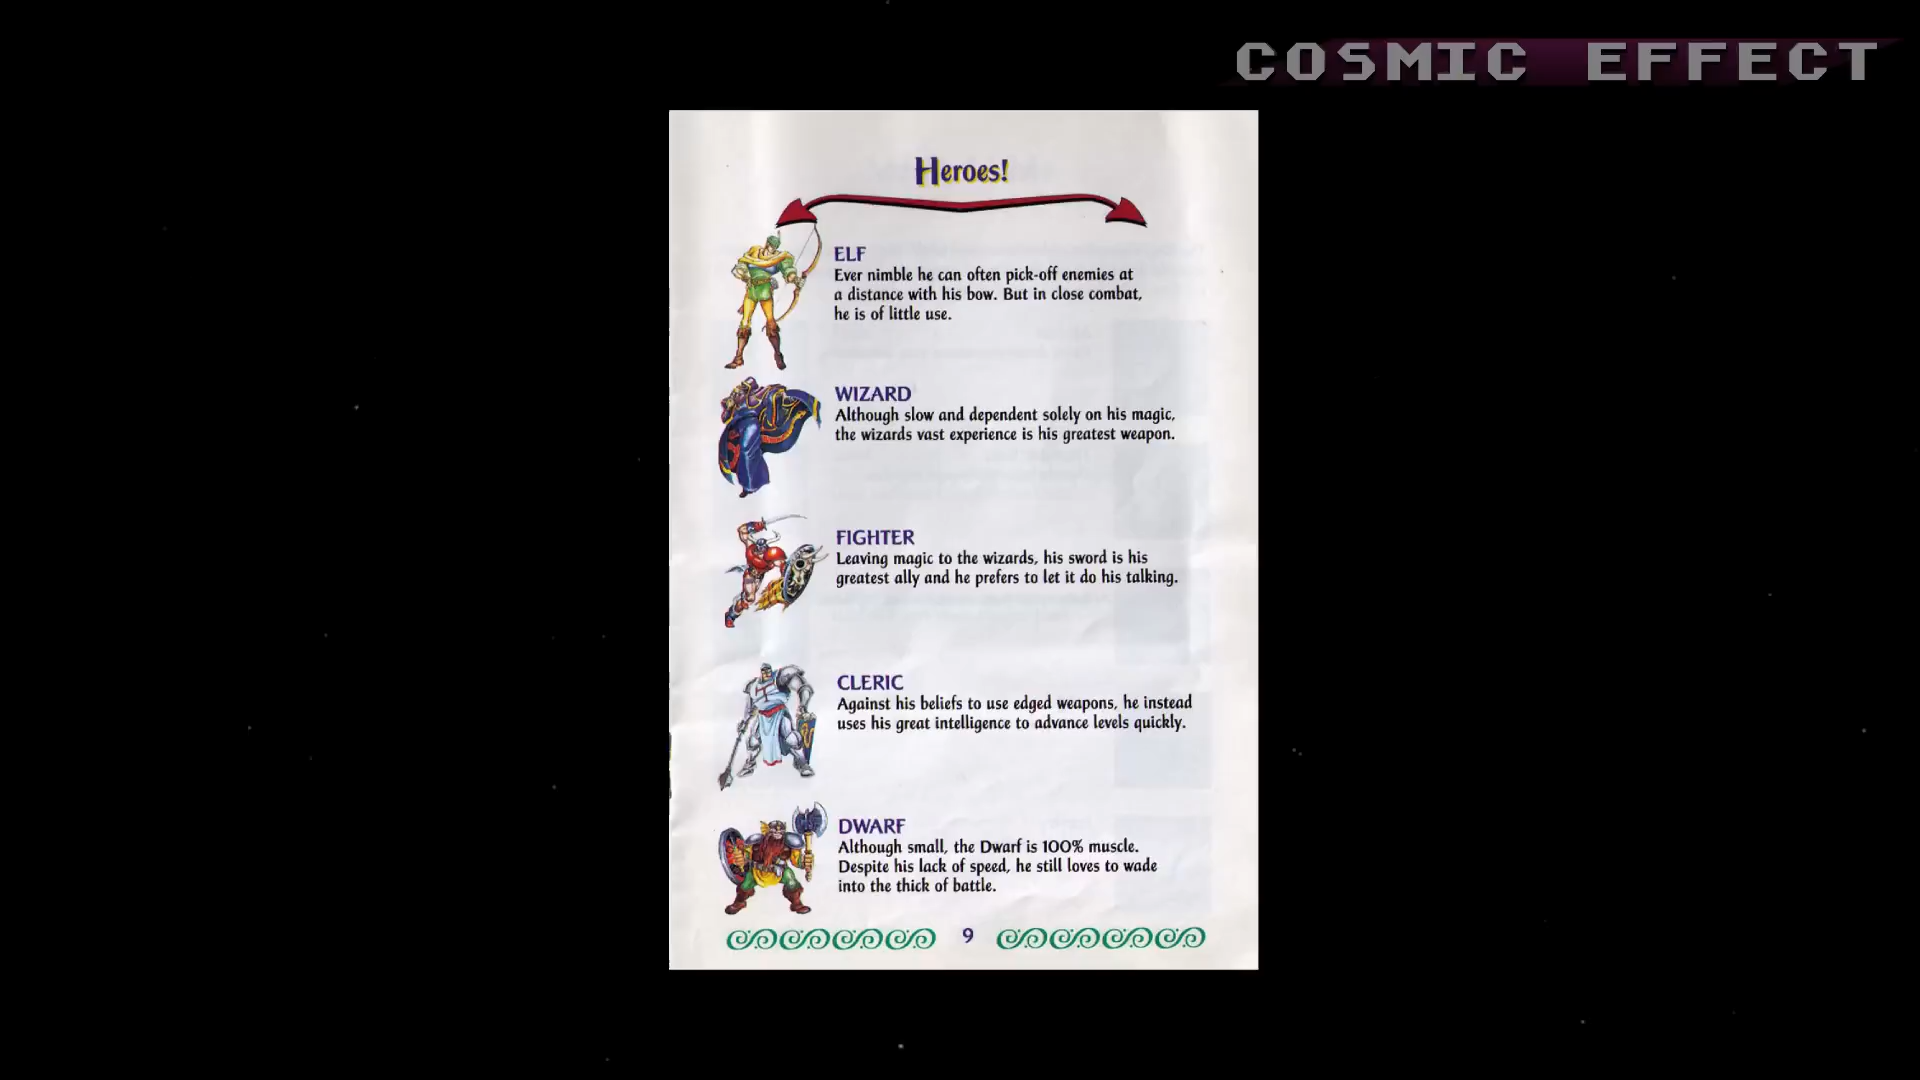 COSMIC EFFECT
Heroes!
ELF
Ever nimble he can often pick-off enemies at
a distance with his bow. But in close combat,
he is of little use.
WIZARD
Although slow and dependent solely on his magic,
the wizards vast experience is his greatest weapon.
FIGHTER
Leaving magic to the wizards, his sword is his
greatest ally and he prefers to let it do his talking.
CLERIC
Against his beliefs to use edged weapons, he instead
uses his great intelligence to advance levels quickly.
DWARF
Although small, the Dwarf is 100% muscle.
Despite his lack of speed, he still loves to wade
into the thick of battle.
9